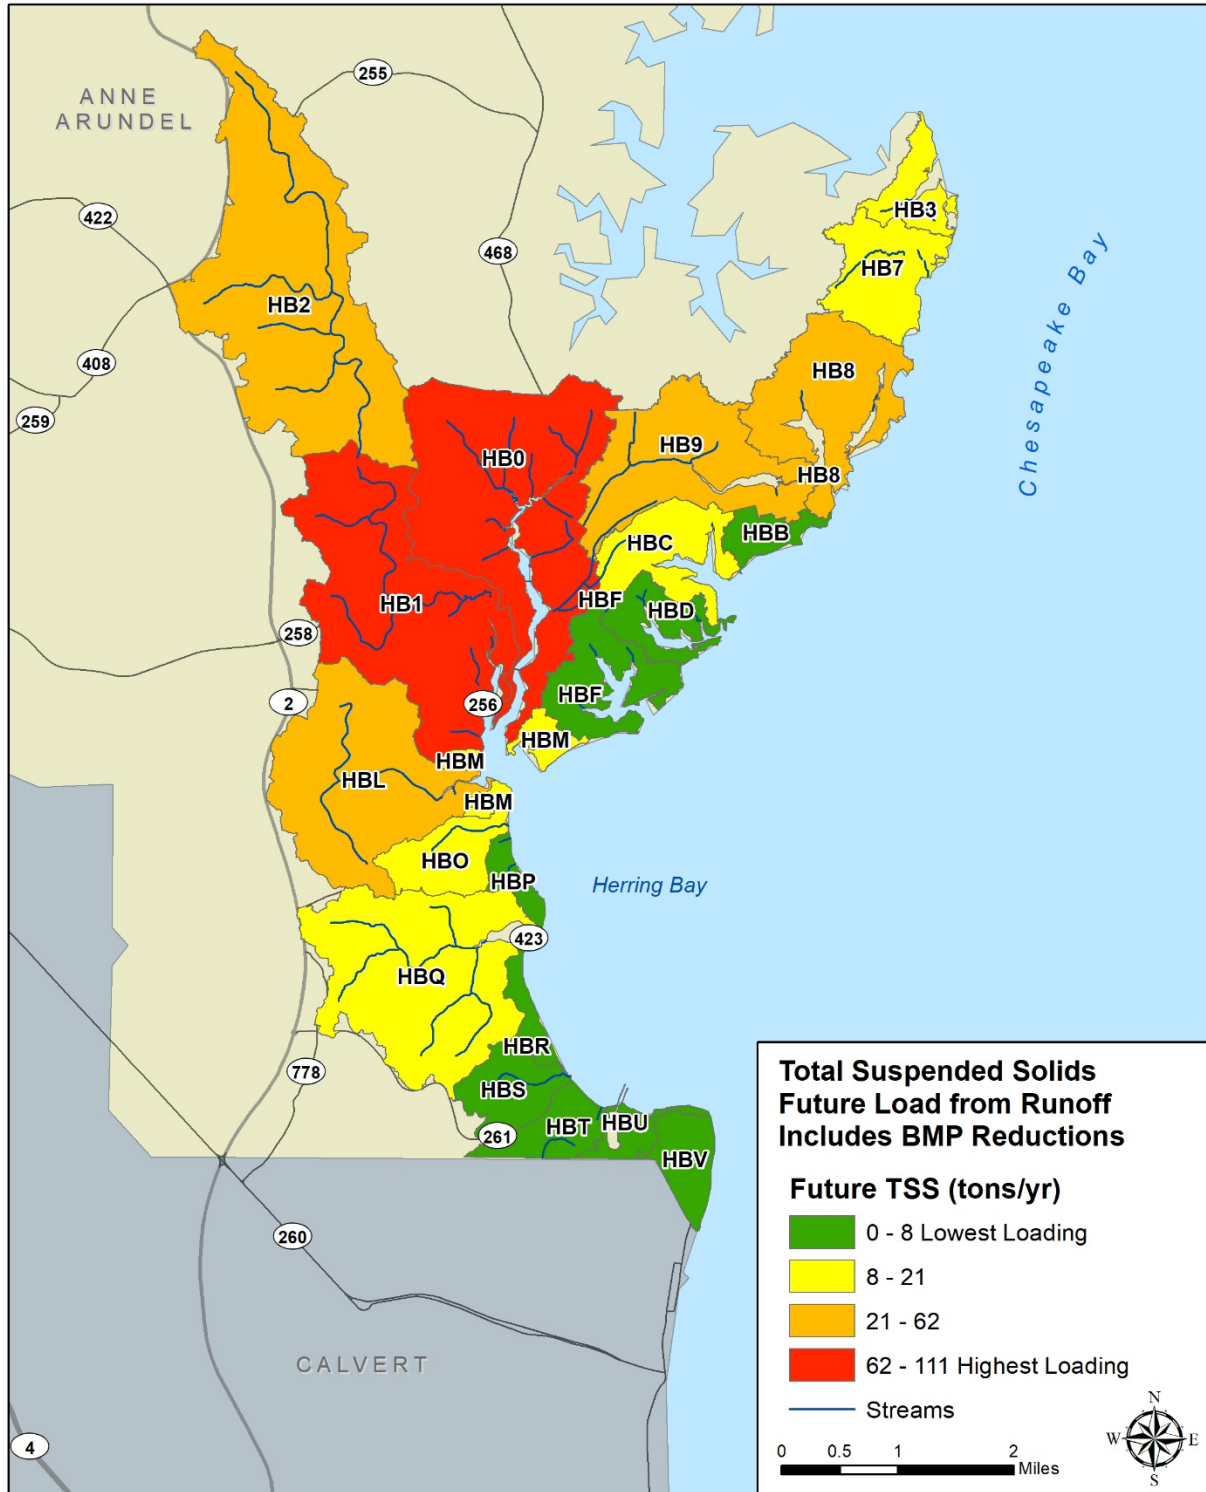 ANNE
ARUNDEL
255
422
468
HB3
HB7
HB2
408
259
HB8
Chesapeake Bay
HB0
HB9
HB8
HBB
HBC
HB1
HBF
HBD
258
2
256
HBF
HBM
HBM
HBL
HBM
HBO
HBP
Herring Bay
423
HBQ
HBR
778
HBS
HBT
HBU
261
HBV
260
CALVERT
4
Total Suspended Solids
Future Load from Runoff
Includes BMP Reductions
Future TSS (tons/yr)
0 - 8 Lowest Loading
8 - 21
21 - 62
62 - 111 Highest Loading
Streams
N
W E
S
0 0.5 1 2
Miles